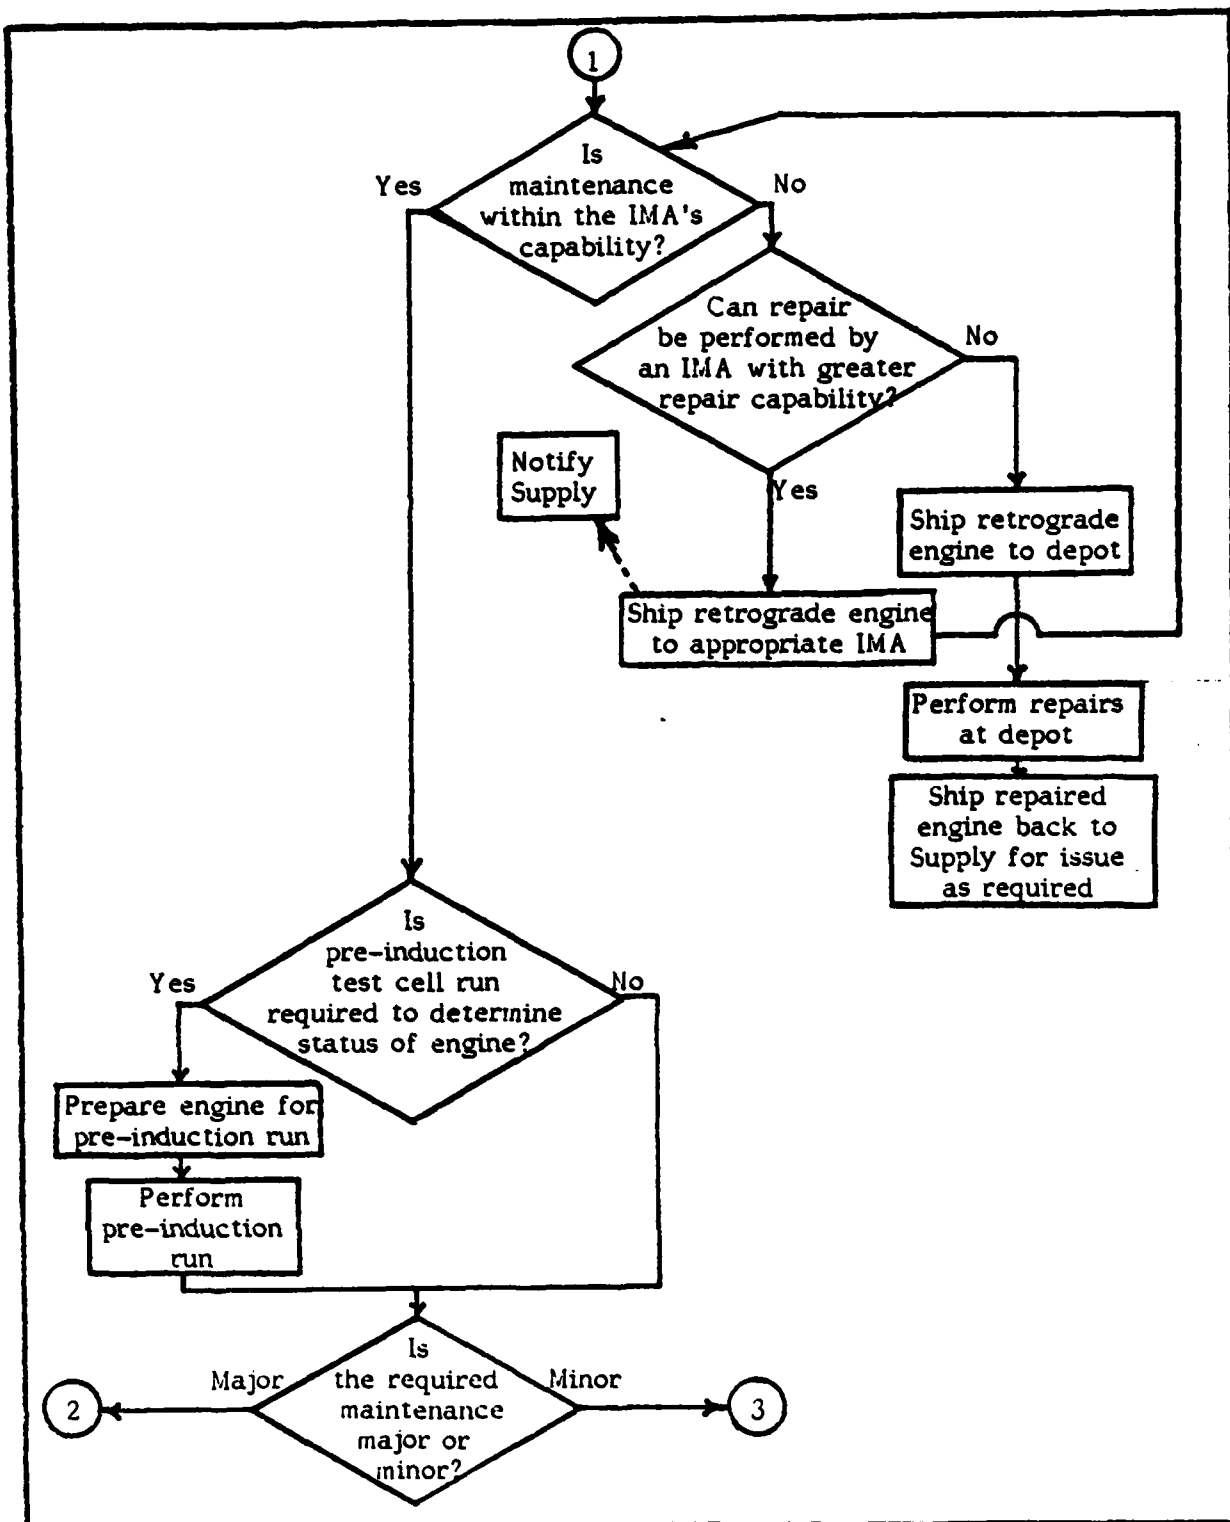 1
Is
maintenance
within the IMA's
capability?
Yes
No
Can repair
be performed by
an IMA with greater
repair capability?
No
Yes
Notify
Supply
Ship retrograde
engine to depot
Ship retrograde engine
to appropriate IMA
Perform repairs
at depot
Ship repaired
engine back to
Supply for issue
as required
Is
pre-induction
test cell run
required to determine
status of engine?
Yes
No
Prepare engine for
pre-induction run
Perform
pre-induction
run
Is
the required
maintenance
major or
minor?
Major
Minor
2
3